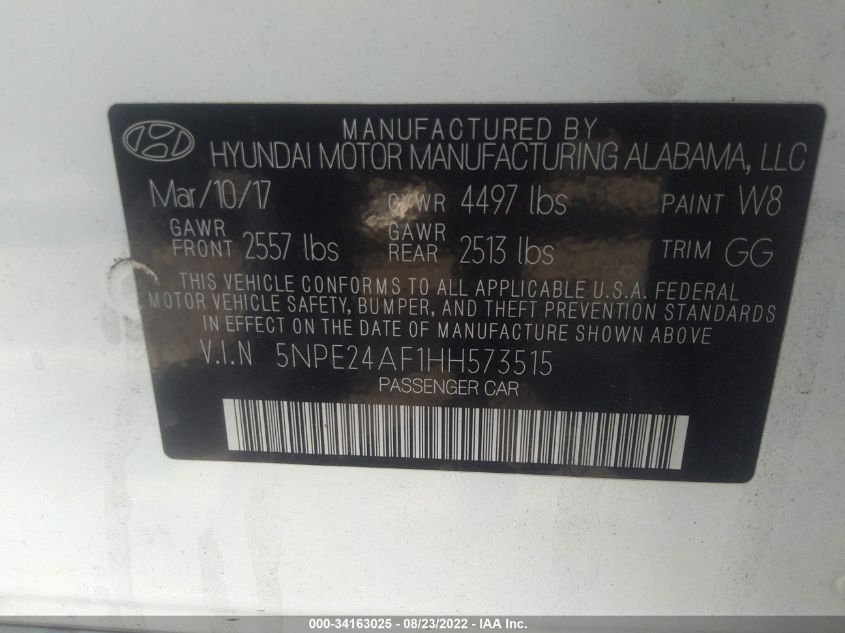 MANUFACTURED BY
HYUNDAI MOTOR MANUFACTURING ALABAMA, LLC
Mar/10/17 GVWR 4497 lbs PAINT W8
GAWR FRONT 2557 lbs GAWR REAR 2513 lbs TRIM GG
THIS VEHICLE CONFORMS TO ALL APPLICABLE U.S.A. FEDERAL
MOTOR VEHICLE SAFETY, BUMPER, AND THEFT PREVENTION STANDARDS
IN EFFECT ON THE DATE OF MANUFACTURE SHOWN ABOVE
V.I.N 5NPE24AF1HH573515
PASSENGER CAR
000-34163025 - 08/23/2022 - IAA Inc.